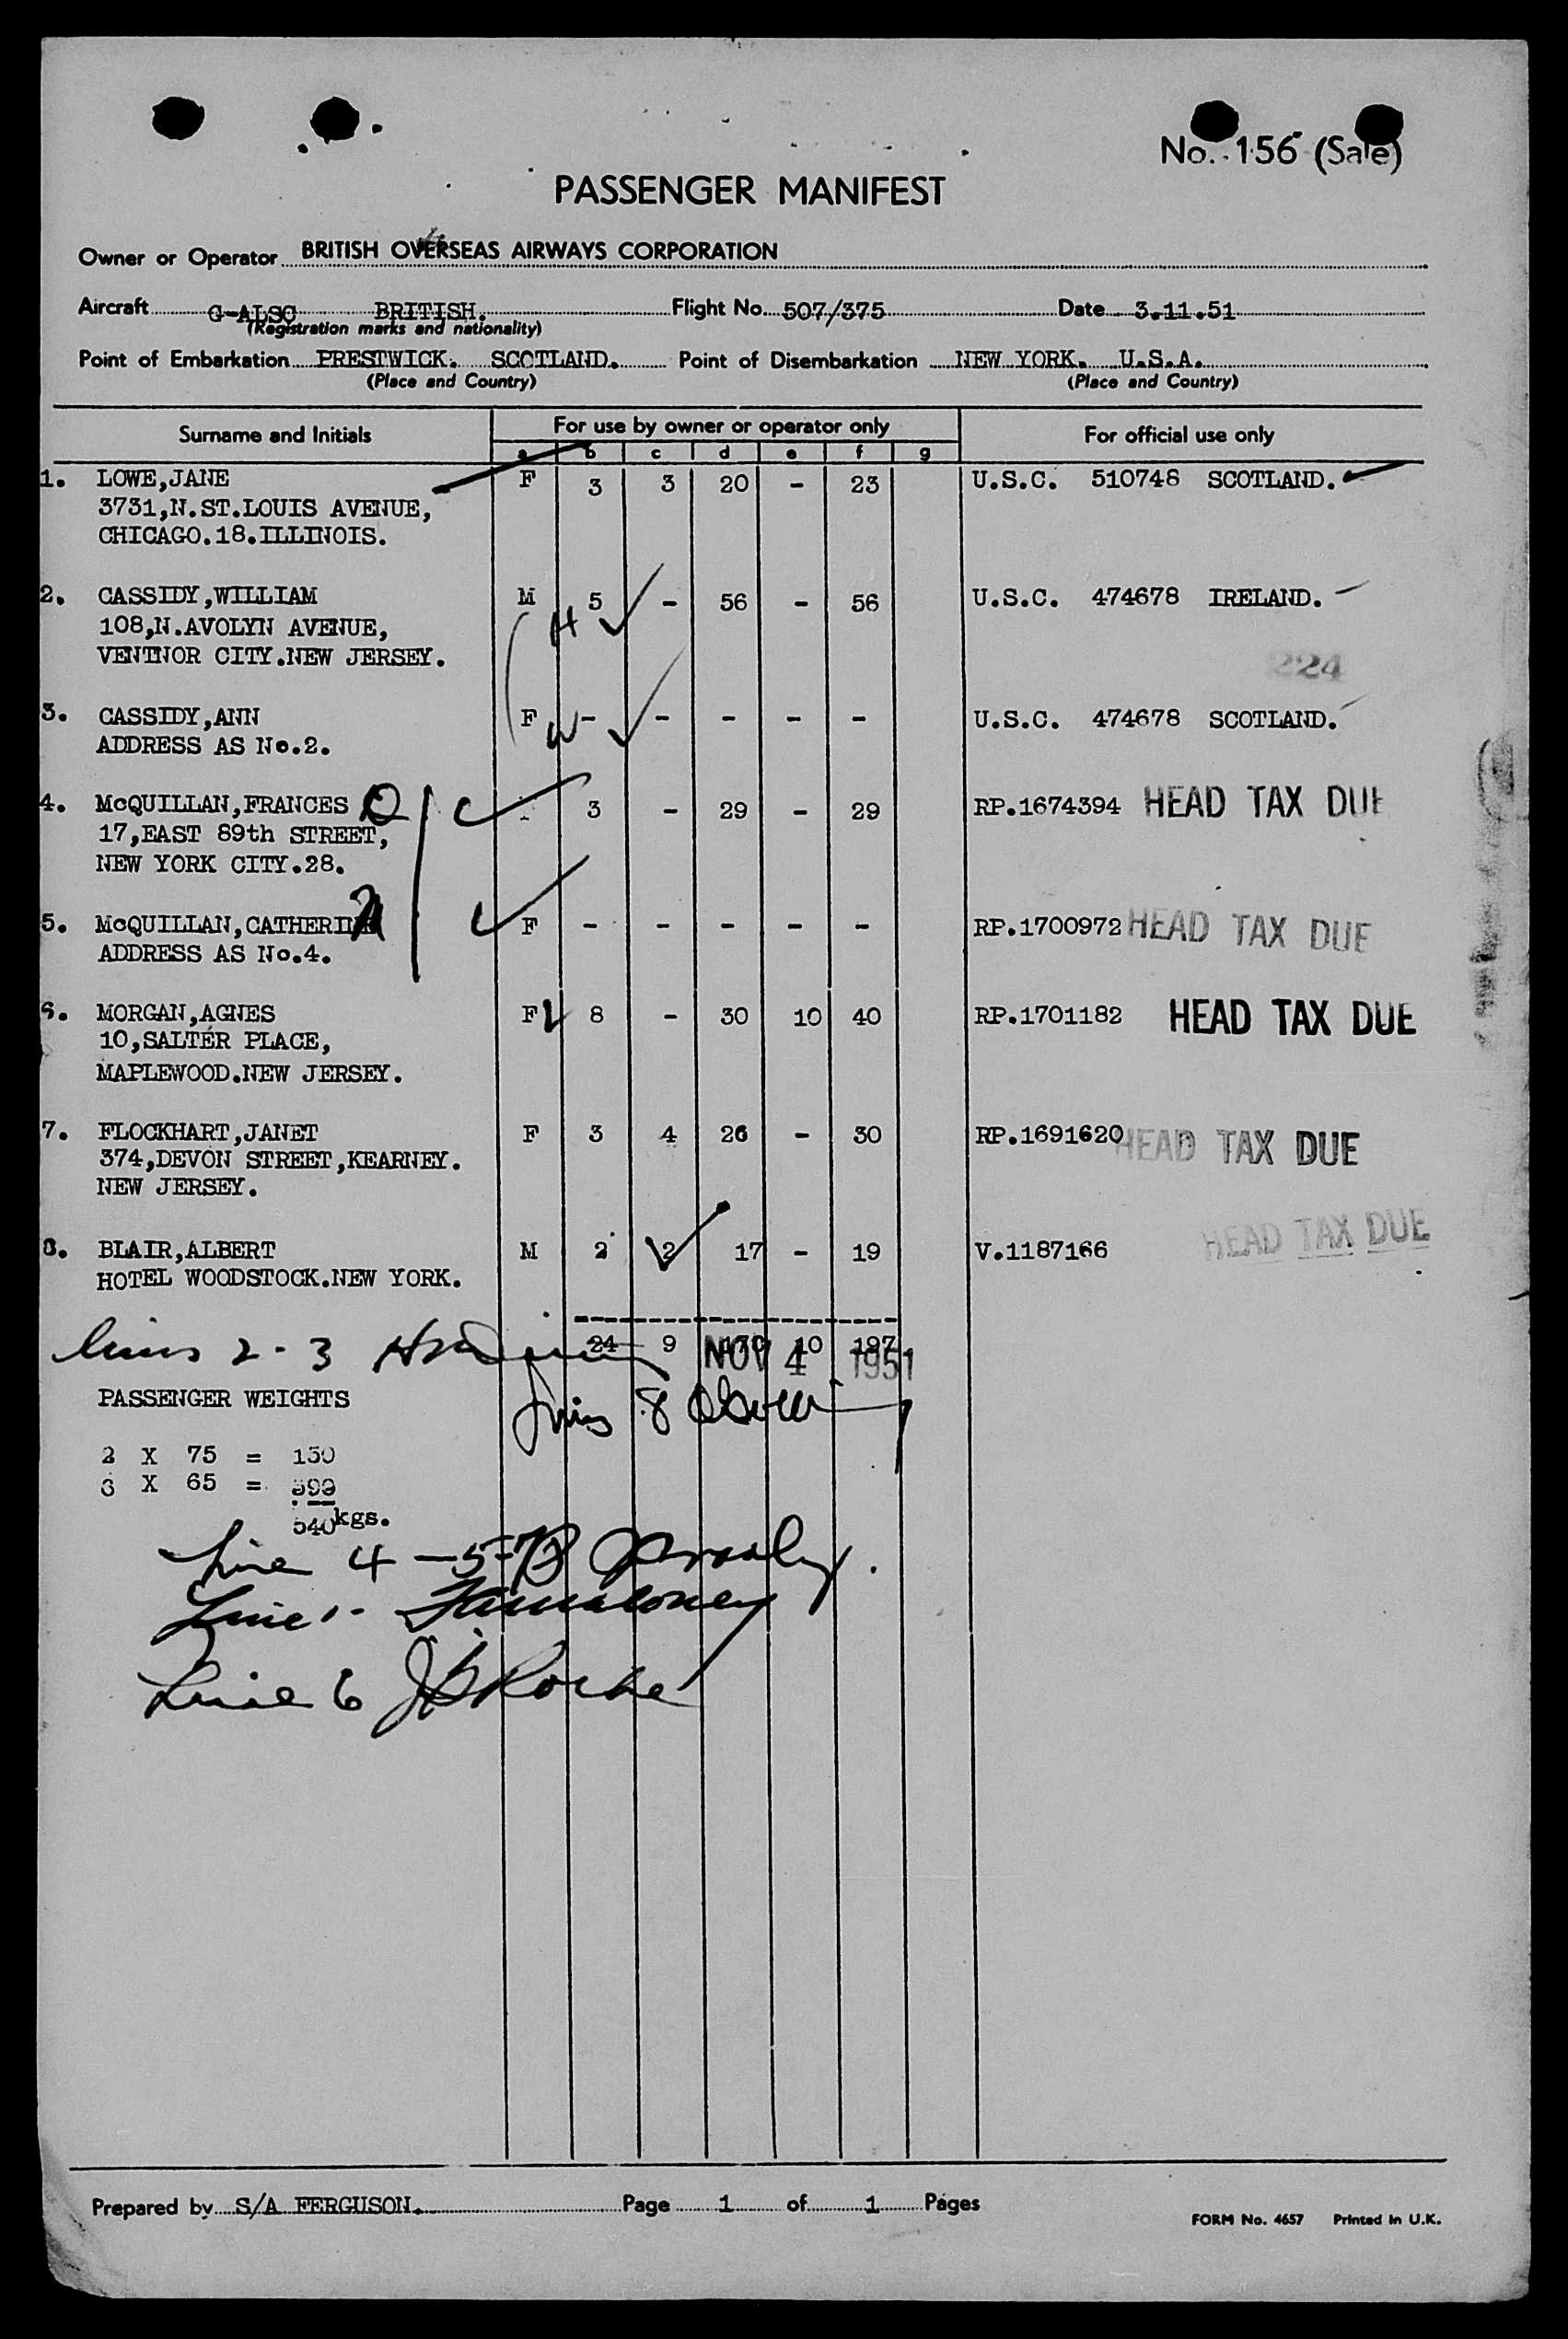 No. 156 (Sale)
PASSENGER MANIFEST
Owner or Operator BRITISH OVERSEAS AIRWAYS CORPORATION
Aircraft G-ALSC BRITISH. Flight No. 507/375 Date 3.11.51
(Registration marks and nationality)
Point of Embarkation PRESTWICK. SCOTLAND. Point of Disembarkation NEW YORK. U.S.A.
(Place and Country) (Place and Country)
Surname and Initials For use by owner or operator only For official use only
a b c d e f g
1. LOWE,JANE F 3 3 20 - 23 U.S.C. 510748 SCOTLAND.
3731,N.ST.LOUIS AVENUE,
CHICAGO.18.ILLINOIS.
2. CASSIDY,WILLIAM M 5 - 56 - 56 U.S.C. 474678 IRELAND.
108,N.AVOLYN AVENUE, H
VENTNOR CITY.NEW JERSEY. 224
3. CASSIDY,ANN F - - - - - U.S.C. 474678 SCOTLAND.
ADDRESS AS No.2. W
4. McQUILLAN,FRANCES 3 - 29 - 29 RP.1674394 HEAD TAX DUE
17,EAST 89th STREET,
NEW YORK CITY.28.
5. McQUILLAN,CATHERINE F - - - - - RP.1700972 HEAD TAX DUE
ADDRESS AS No.4.
6. MORGAN,AGNES F 8 - 30 10 40 RP.1701182 HEAD TAX DUE
10,SALTER PLACE,
MAPLEWOOD.NEW JERSEY.
7. FLOCKHART,JANET F 3 4 26 - 30 RP.1691620 HEAD TAX DUE
374,DEVON STREET,KEARNEY.
NEW JERSEY.
8. BLAIR,ALBERT M 2 2 17 - 19 V.1187166 HEAD TAX DUE
HOTEL WOODSTOCK.NEW YORK.
24 9 10 197
Lines 2-3 NOV 4 1951
PASSENGER WEIGHTS
8
2 X 75 = 150
6 X 65 = 390
540 kgs.
Line 4-5-7
Line 1- Maloney
Line 6 Roche
Prepared by S/A FERGUSON. Page 1 of 1 Pages
FORM No. 4657 Printed in U.K.